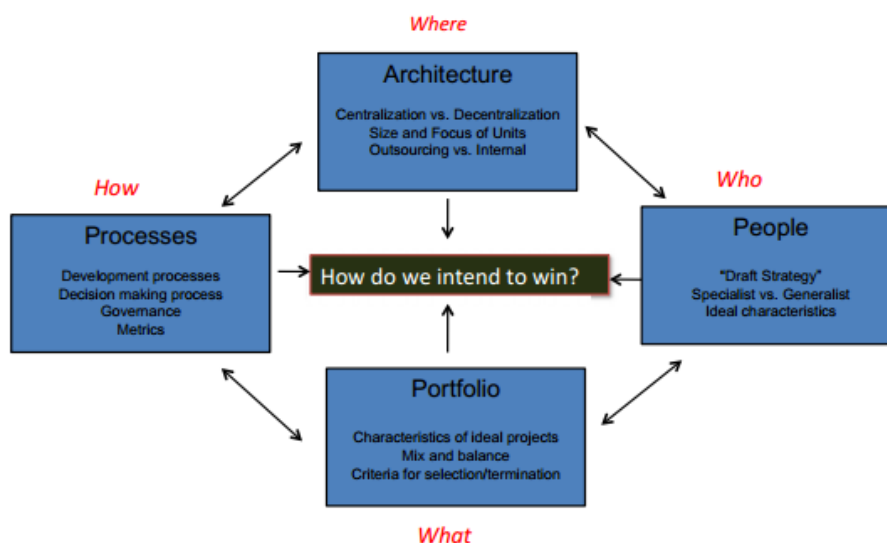 Where
Architecture
Centralization vs. Decentralization
Size and Focus of Units
Outsourcing vs. Internal
How
Processes
Development processes
Decision making process
Governance
Metrics
How do we intend to win?
Who
People
"Draft Strategy"
Specialist vs. Generalist
Ideal characteristics
Portfolio
Characteristics of ideal projects
Mix and balance
Criteria for selection/termination
What